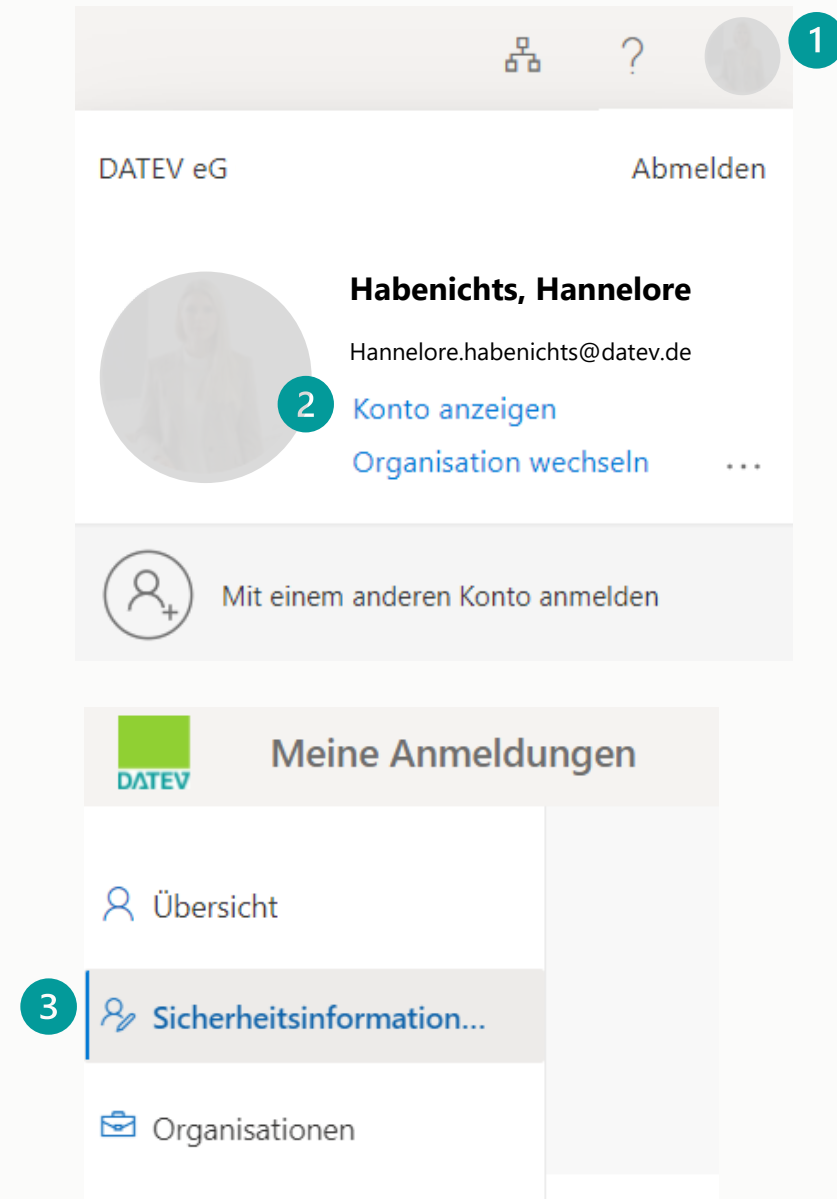 ?
1
DATEV eG
Abmelden
Habenichts, Hannelore
Hannelore.habenichts@datev.de
2
Konto anzeigen
Organisation wechseln
...
Mit einem anderen Konto anmelden
DATEV
Meine Anmeldungen
Übersicht
3
Sicherheitsinformation...
Organisationen